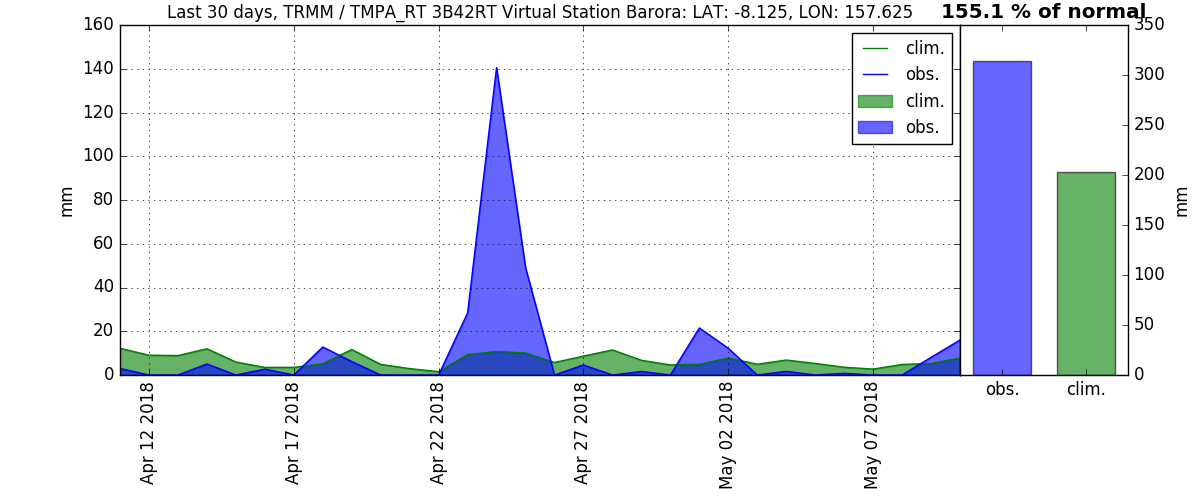 Last 30 days, TRMM / TMPA_RT 3B42RT Virtual Station Barora: LAT: -8.125, LON: 157.625
155.1 % of normal
160
140
120
100
80
60
40
20
0
mm
clim.
obs.
clim.
obs.
350
300
250
200
150
100
50
0
mm
Apr 12 2018
Apr 17 2018
Apr 22 2018
Apr 27 2018
May 02 2018
May 07 2018
obs.
clim.